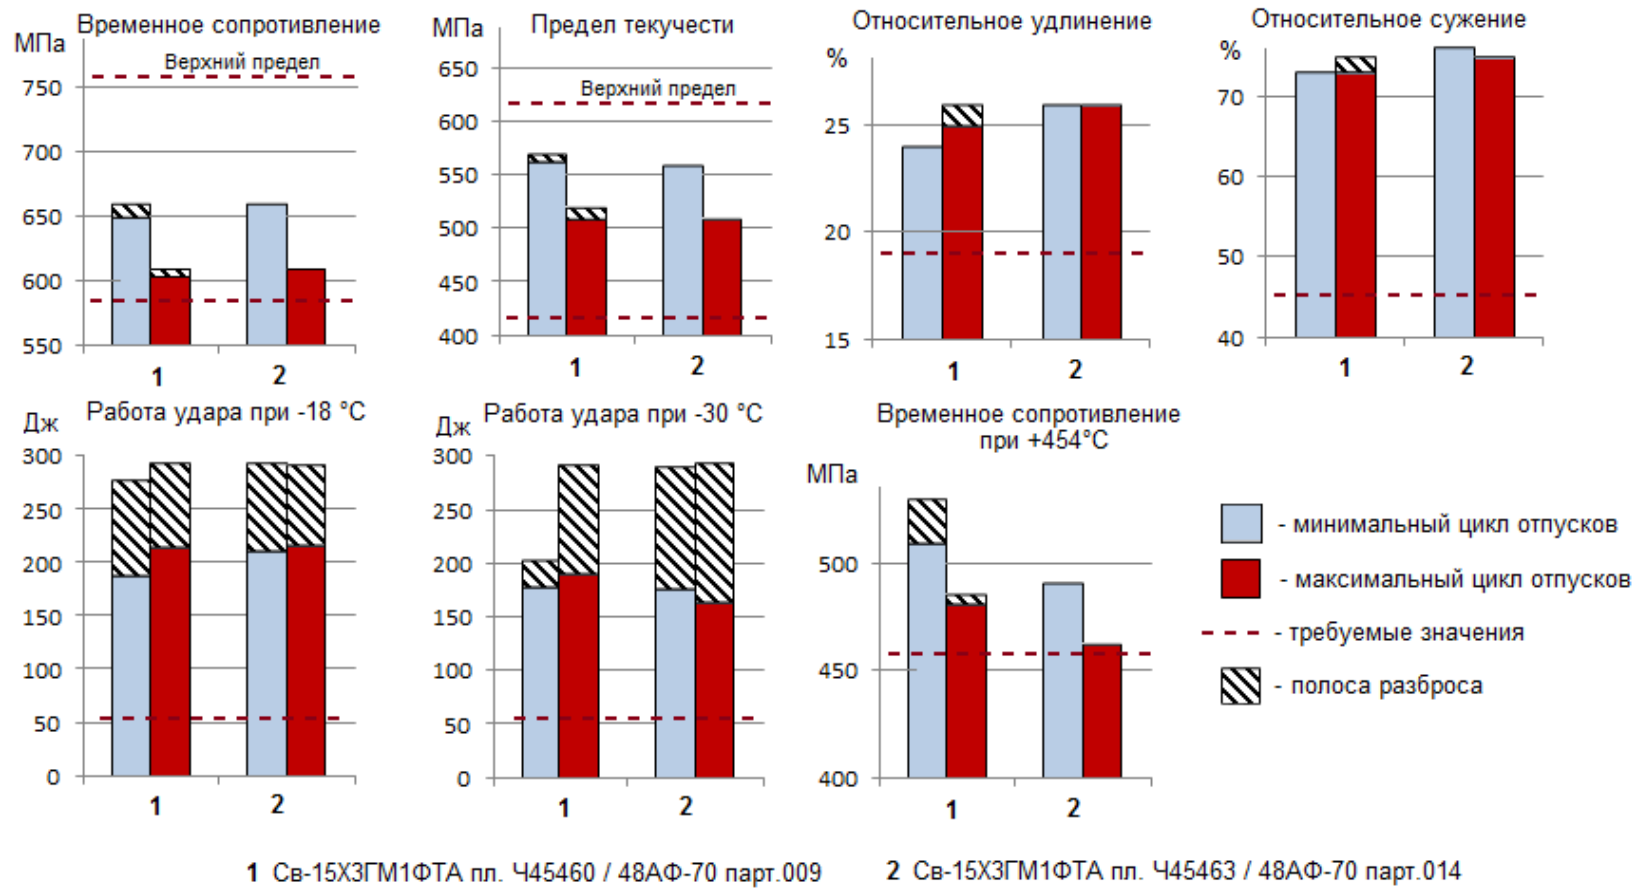 Временное сопротивление
МПа
Верхний предел
750
700
650
600
550
1
2
Предел текучести
МПа
Верхний предел
650
600
550
500
450
400
1
2
Относительное удлинение
%
25
20
15
1
2
Относительное сужение
%
70
60
50
40
1
2
Работа удара при -18 °С
Дж
300
250
200
150
100
50
0
1
2
Работа удара при -30 °С
Дж
300
250
200
150
100
50
0
1
2
Временное сопротивление
при +454°С
МПа
500
450
400
1
2
- минимальный цикл отпусков
- максимальный цикл отпусков
- требуемые значения
- полоса разброса
1 Св-15Х3ГМ1ФТА пл. Ч45460 / 48АФ-70 парт.009
2 Св-15Х3ГМ1ФТА пл. Ч45463 / 48АФ-70 парт.014